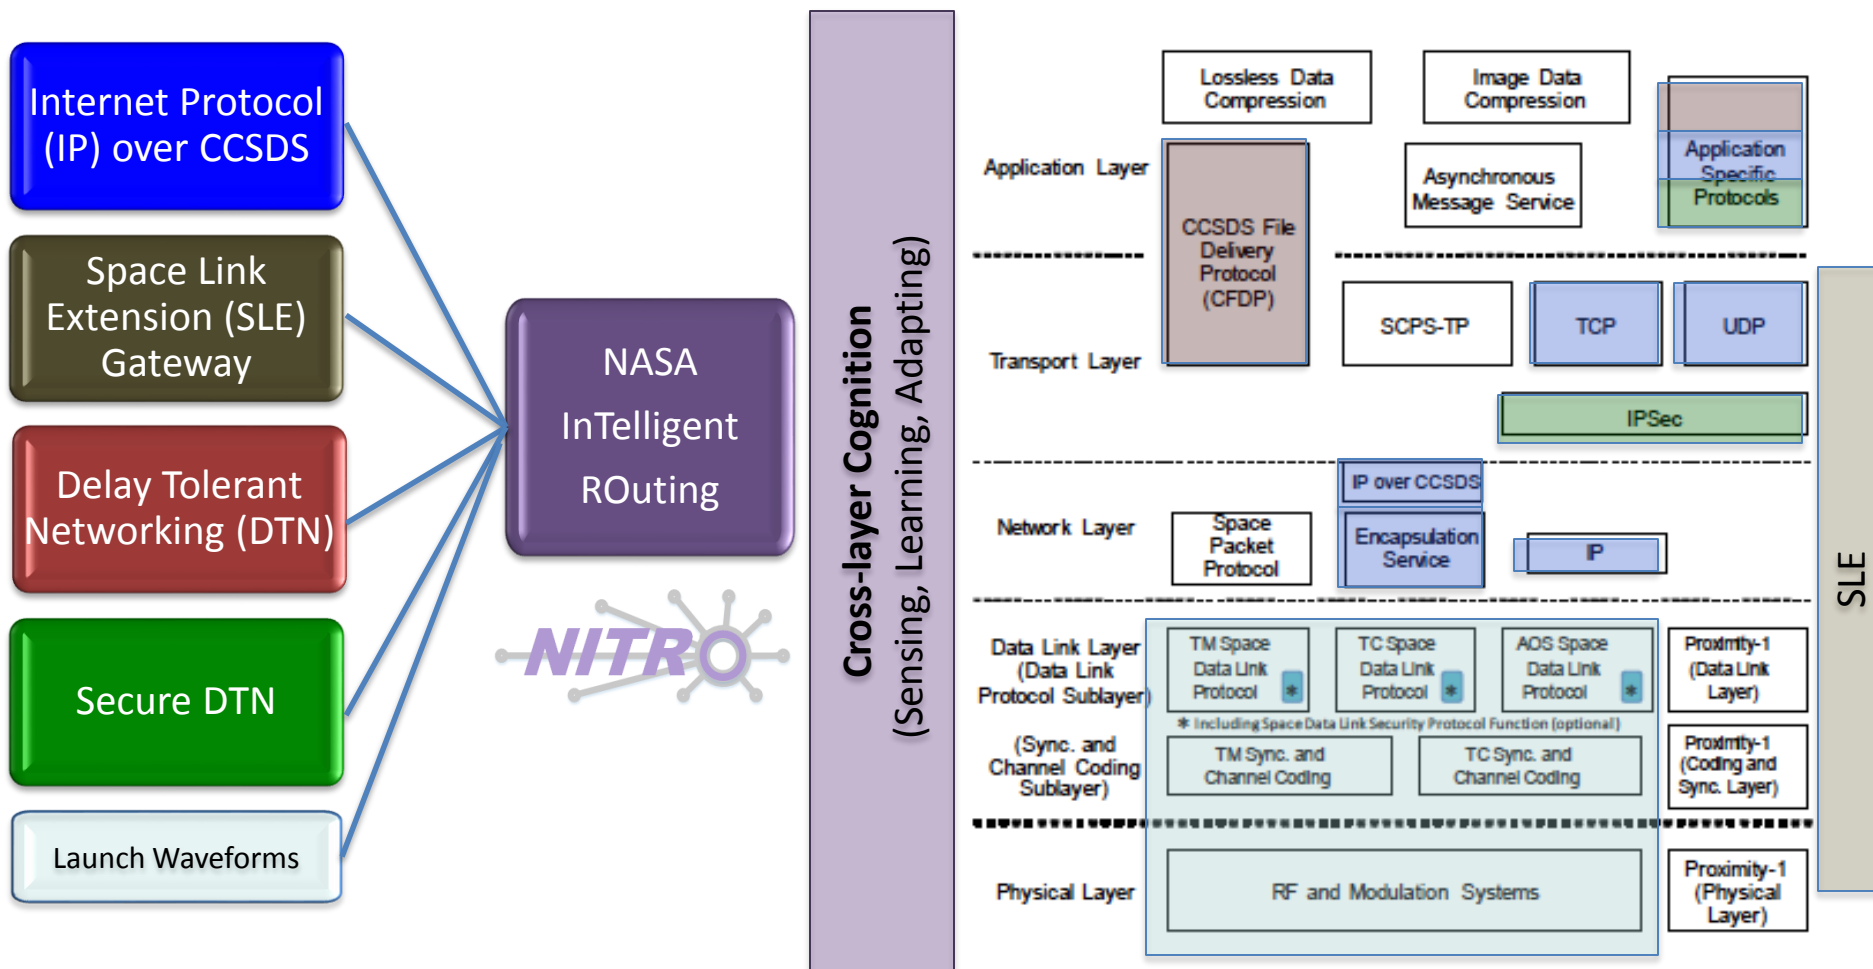 Internet Protocol
(IP) over CCSDS
Space Link
Extension (SLE)
Gateway
Delay Tolerant
Networking (DTN)
Secure DTN
Launch Waveforms
NASA
InTelligent
ROuting
NITRO
Cross-layer Cognition
(Sensing, Learning, Adapting)
Lossless Data
Compression
Image Data
Compression
Application Layer
CCSDS File
Delivery
Protocol
(CFDP)
Asynchronous
Message Service
Application
Specific
Protocols
Transport Layer
SCPS-TP
TCP
UDP
IPSec
Network Layer
Space
Packet
Protocol
IP over CCSDS
Encapsulation
Service
IP
Data Link Layer
(Data Link
Protocol Sublayer)
TM Space
Data Link
Protocol
*
TC Space
Data Link
Protocol
*
AOS Space
Data Link
Protocol
*
Proximity-1
(Data Link
Layer)
* Including Space Data Link Security Protocol Function (optional)
(Sync. and
Channel Coding
Sublayer)
TM Sync. and
Channel Coding
TC Sync. and
Channel Coding
Proximity-1
(Coding and
Sync. Layer)
Physical Layer
RF and Modulation Systems
Proximity-1
(Physical
Layer)
SLE